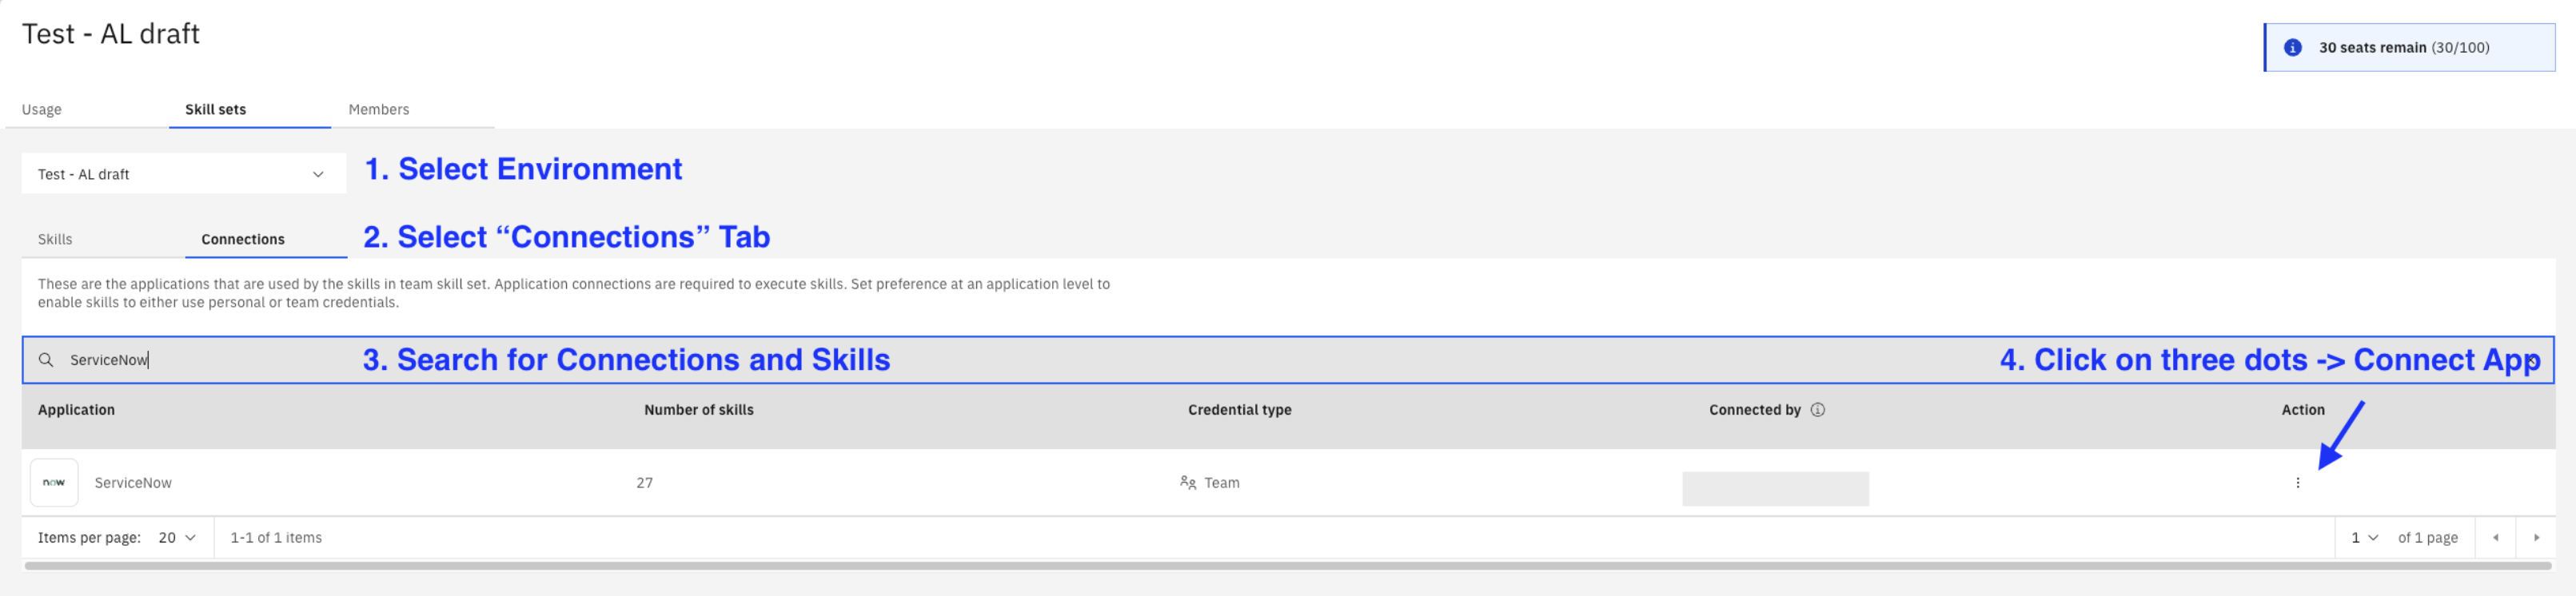 Test - AL draft
30 seats remain (30/100)
Usage
Skill sets
Members
Test - AL draft
1. Select Environment
Skills
Connections
2. Select “Connections” Tab
These are the applications that are used by the skills in team skill set. Application connections are required to execute skills. Set preference at an application level to
enable skills to either use personal or team credentials.
ServiceNow
3. Search for Connections and Skills
4. Click on three dots -> Connect App
Application
Number of skills
Credential type
Connected by
Action
now
ServiceNow
27
Team
Items per page: 20
1-1 of 1 items
1
of 1 page